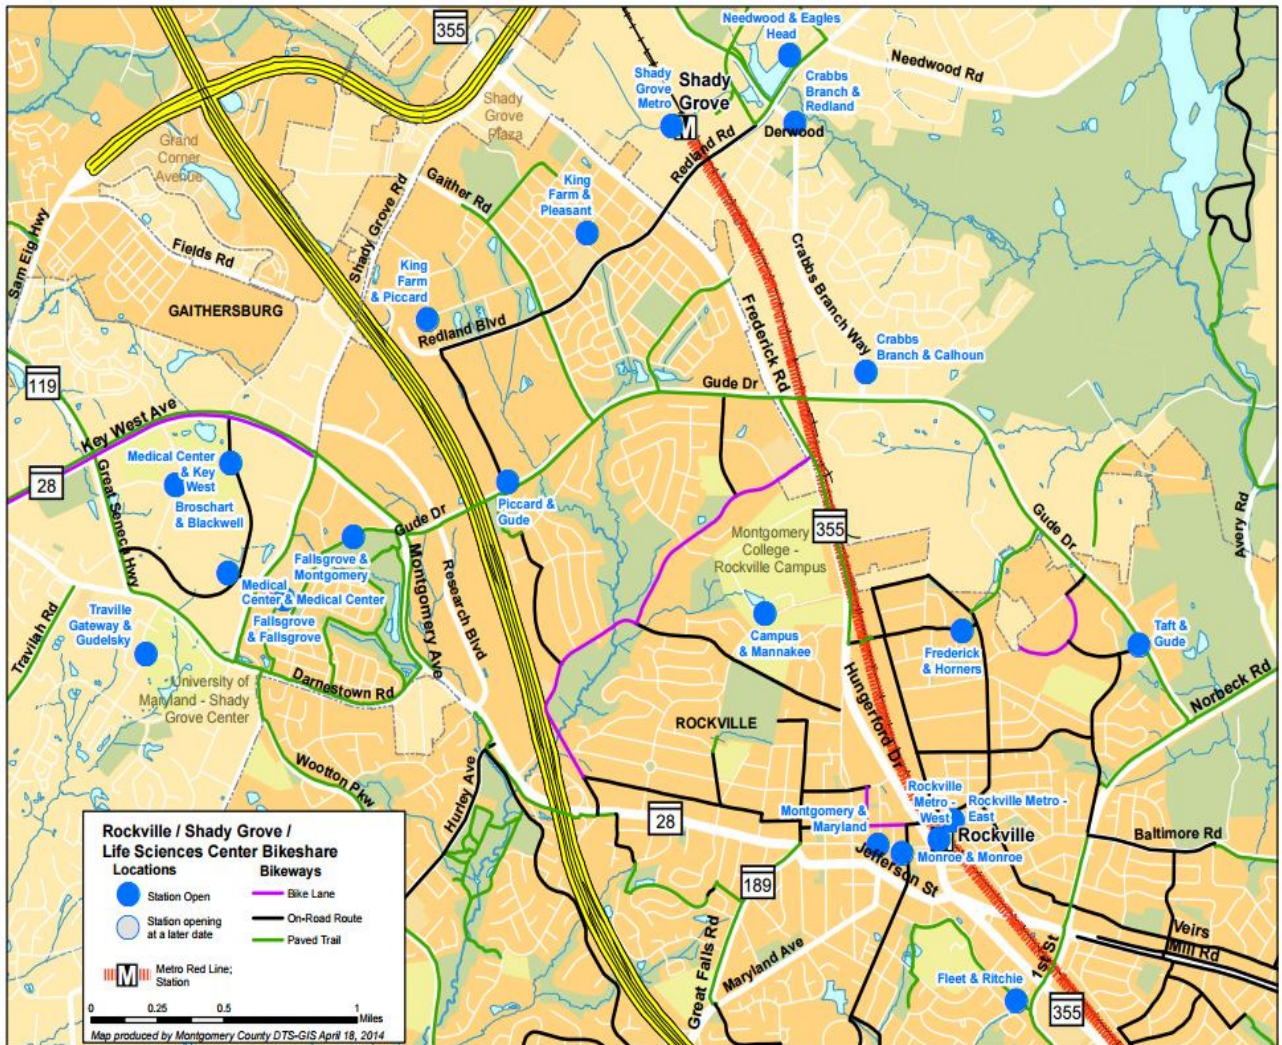 355
Needwood & Eagles
Head
Needwood Rd
Shady
Grove
Metro
Shady
Grove
Crabbs
Branch &
Redland
Derwood
Shady
Grove
Plaza
Redland Rd
Grand
Corner
Avenue
Gaither Rd
King
Farm &
Pleasant
Shady Grove Rd
Sam Eig Hwy
Fields Rd
King
Farm
& Piccard
Crabbs Branch Way
GAITHERSBURG
Redland Blvd
Frederick Rd
Crabbs
Branch & Calhoun
119
Gude Dr
Key West Ave
28
Medical Center
& Key
West
Broschart
& Blackwell
Great Seneca Hwy
Piccard &
Gude
Gude Dr
355
Montgomery
College -
Rockville Campus
Gude Dr
Avery Rd
Fallsgrove &
Montgomery
Montgomery Ave
Research Blvd
Medical
Center & Medical Center
Fallsgrove
& Fallsgrove
Travilah Rd
Traville
Gateway &
Gudelsky
Campus
& Mannakee
Frederick
& Horners
Taft &
Gude
University of
Maryland - Shady
Grove Center
Darnestown Rd
Hungerford Dr
Norbeck Rd
ROCKVILLE
Wootton Pkw
Hurley Ave
28
Montgomery &
Maryland
Rockville
Metro -
West
Rockville Metro -
East
Rockville
Monroe & Monroe
Jefferson St
Baltimore Rd
189
Great Falls Rd
Maryland Ave
1st St
Veirs
Mill Rd
Fleet & Ritchie
355
Rockville / Shady Grove /
Life Sciences Center Bikeshare
Locations
Bikeways
Station Open
Bike Lane
Station opening
at a later date
On-Road Route
Paved Trail
M
Metro Red Line;
Station
0 0.25 0.5 1
Miles
Map produced by Montgomery County DTS-GIS April 18, 2014